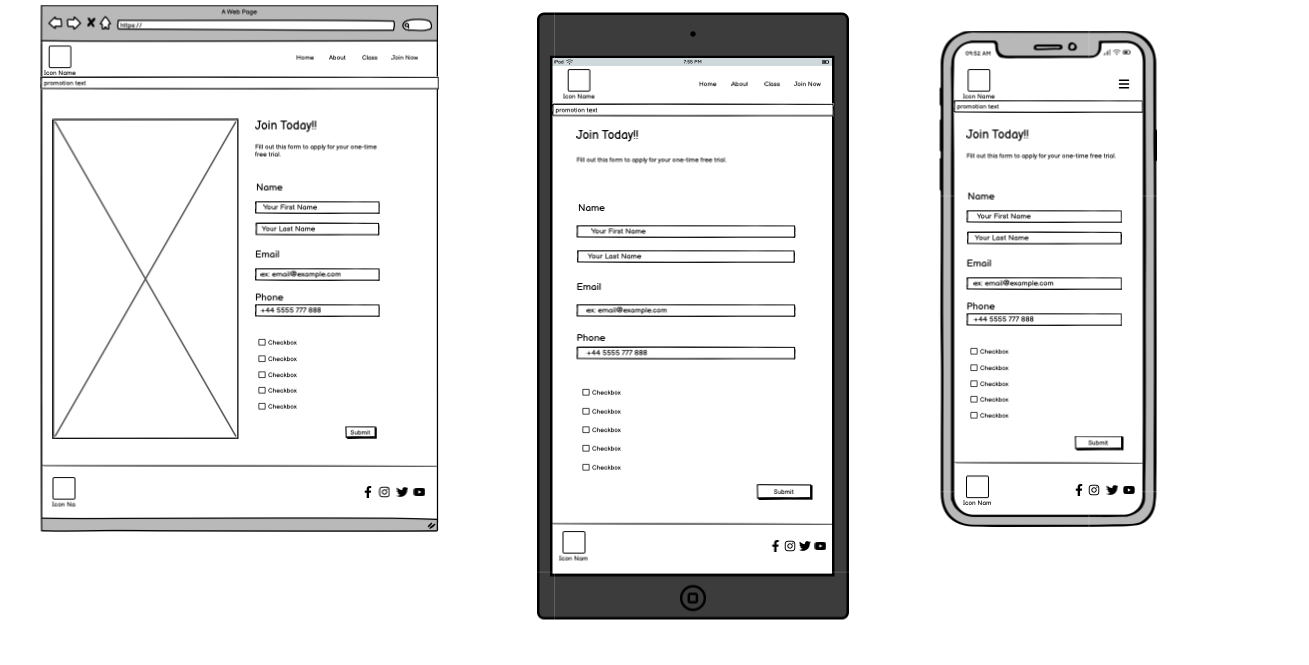 A Web Page
https://
Icon Name
Home About Class Join Now
promotion text
Join Today!!
Fill out this form to apply for your one-time
free trial.
Name
Your First Name
Your Last Name
Email
ex: email@example.com
Phone
+44 5555 777 888
Checkbox
Checkbox
Checkbox
Checkbox
Checkbox
Submit
Icon Na
iPod 7:55 PM
Icon Name
Home About Class Join Now
promotion text
Join Today!!
Fill out this form to apply for your one-time free trial.
Name
Your First Name
Your Last Name
Email
ex: email@example.com
Phone
+44 5555 777 888
Checkbox
Checkbox
Checkbox
Checkbox
Checkbox
Submit
Icon Nam
09:52 AM
Icon Name
promotion text
Join Today!!
Fill out this form to apply for your one-time free trial.
Name
Your First Name
Your Last Name
Email
ex: email@example.com
Phone
+44 5555 777 888
Checkbox
Checkbox
Checkbox
Checkbox
Checkbox
Submit
Icon Nam